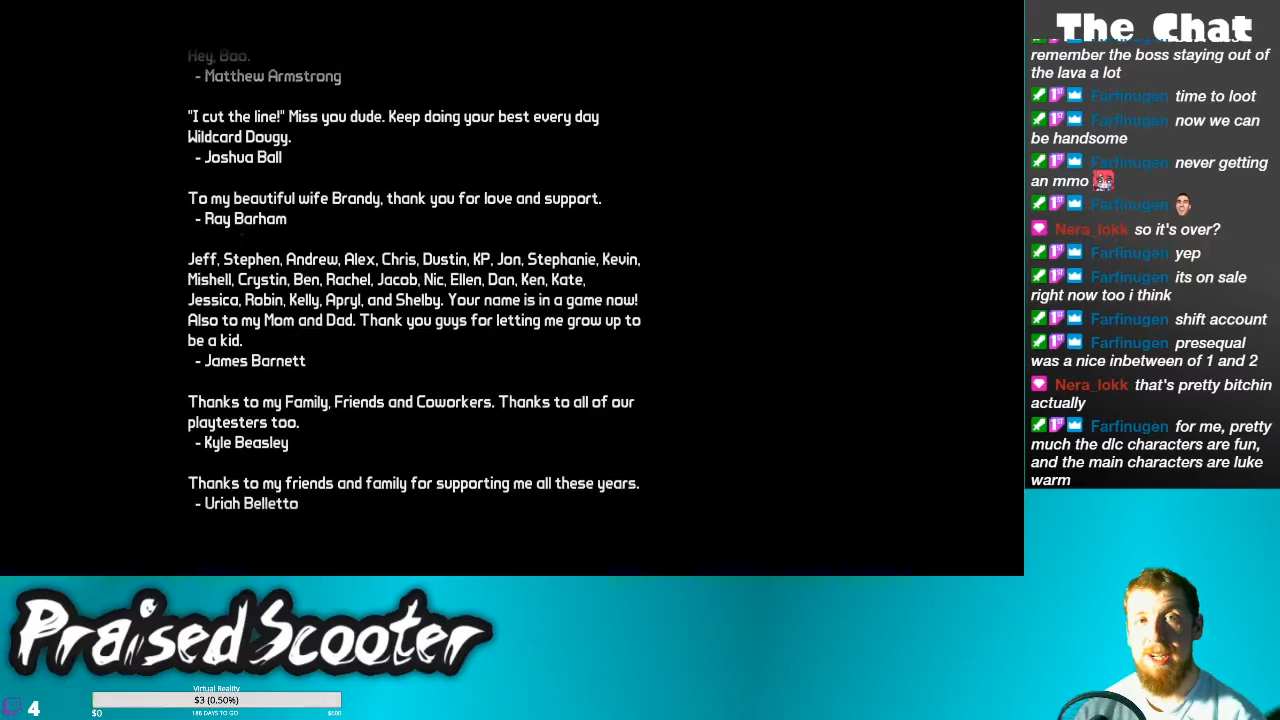 Hey, Boo.
- Matthew Armstrong
"I cut the line!" Miss you dude. Keep doing your best every day
Wildcard Dougy.
- Joshua Ball
To my beautiful wife Brandy, thank you for love and support.
- Ray Barham
Jeff, Stephen, Andrew, Alex, Chris, Dustin, KP, Jon, Stephanie, Kevin,
Mishell, Crystin, Ben, Rachel, Jacob, Nic, Ellen, Dan, Ken, Kate,
Jessica, Robin, Kelly, Apryl, and Shelby. Your name is in a game now!
Also to my Mom and Dad. Thank you guys for letting me grow up to
be a kid.
- James Barnett
Thanks to my Family, Friends and Coworkers. Thanks to all of our
playtesters too.
- Kyle Beasley
Thanks to my friends and family for supporting me all these years.
- Uriah Belletto
The Chat
remember the boss staying out of
the lava a lot
Farfinugen time to loot
Farfinugen now we can
be handsome
Farfinugen never getting
an mmo
Farfinugen
Nera_lokk so it's over?
Farfinugen yep
Farfinugen its on sale
right now too i think
Farfinugen shift account
Farfinugen presequal
was a nice inbetween of 1 and 2
Nera_lokk that's pretty bitchin
actually
Farfinugen for me, pretty
much the dlc characters are fun,
and the main characters are luke
warm
Praised Scooter
4
Virtual Reality
$3 (0.50%)
$0 186 DAYS TO GO $600